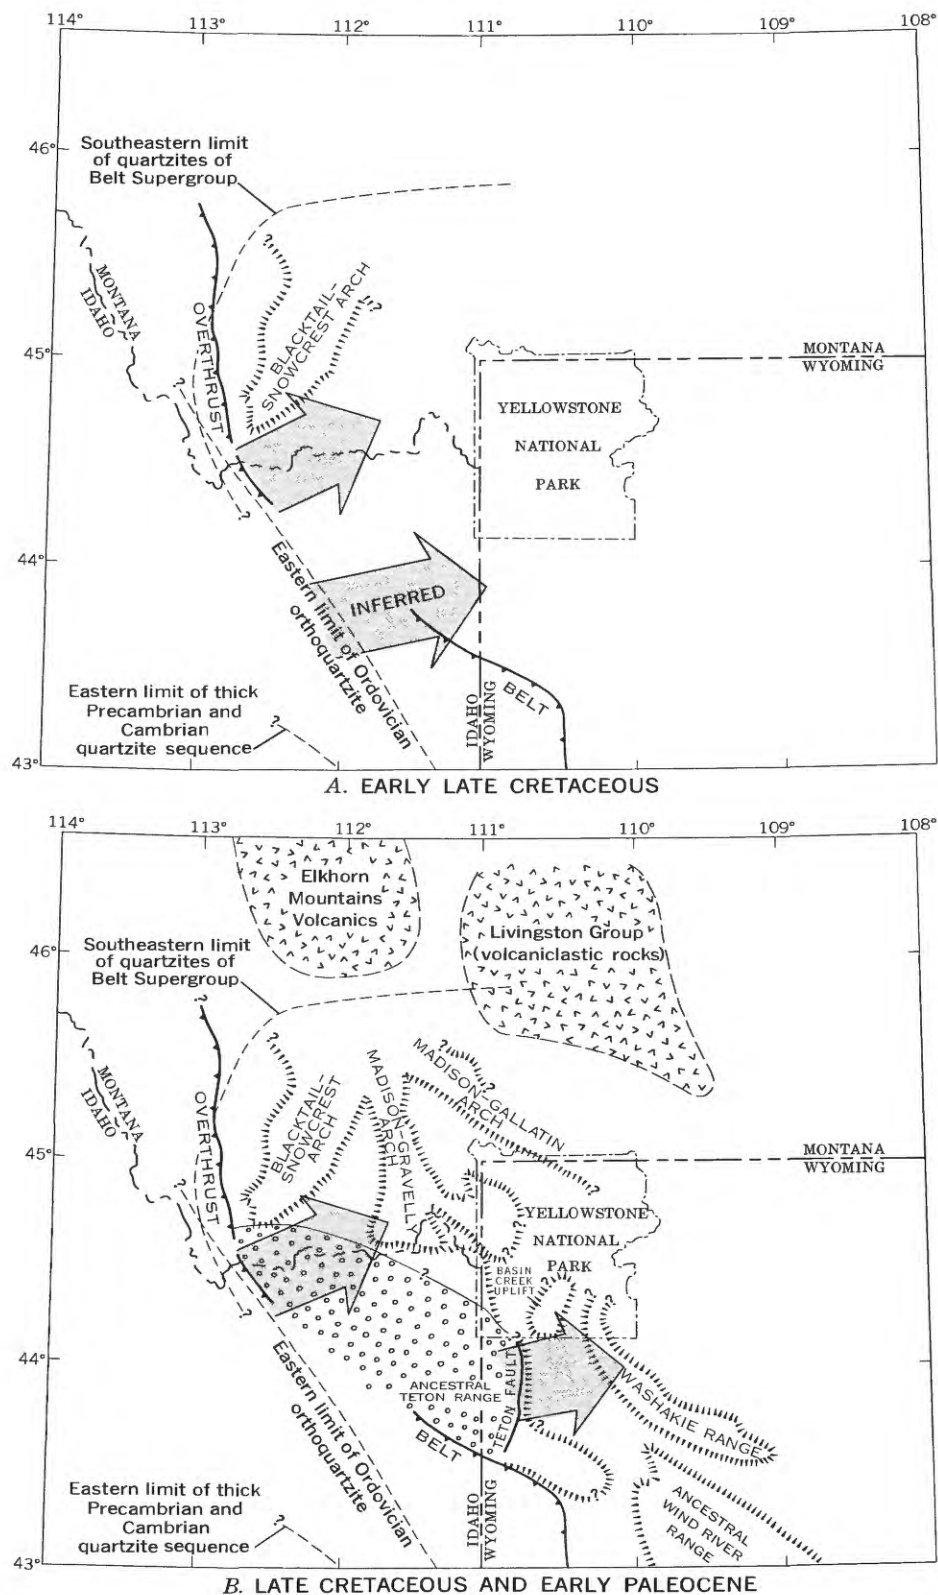 114° 113° 112° 111° 110° 109° 108°
46°
Southeastern limit
of quartzites of
Belt Supergroup
?
?
MONTANA
IDAHO
OVERTHRUST
BLACKTAIL-
SNOWCREST ARCH
45°
MONTANA
WYOMING
?
YELLOWSTONE
NATIONAL
PARK
?
44°
INFERRED
Eastern limit of Ordovician
orthoquartzite
Eastern limit of thick
Precambrian and
Cambrian
quartzite sequence
?
BELT
IDAHO
WYOMING
43°
A. EARLY LATE CRETACEOUS
114° 113° 112° 111° 110° 109° 108°
Elkhorn
Mountains
Volcanics
Livingston Group
(volcaniclastic rocks)
46°
Southeastern limit
of quartzites of
Belt Supergroup
?
?
?
?
MONTANA
IDAHO
OVERTHRUST
BLACKTAIL-
SNOWCREST
ARCH
MADISON-GRAVELLY
ARCH
MADISON-GALLATIN
ARCH
?
?
?
45°
MONTANA
WYOMING
?
YELLOWSTONE
NATIONAL
PARK
BASIN
CREEK
UPLIFT
?
?
?
?
?
44°
ANCESTRAL
TETON RANGE
TETON FAULT
WASHAKIE RANGE
BELT
Eastern limit of Ordovician
orthoquartzite
Eastern limit of thick
Precambrian and
Cambrian
quartzite sequence
?
?
IDAHO
WYOMING
ANCESTRAL
WIND RIVER
RANGE
43°
B. LATE CRETACEOUS AND EARLY PALEOCENE